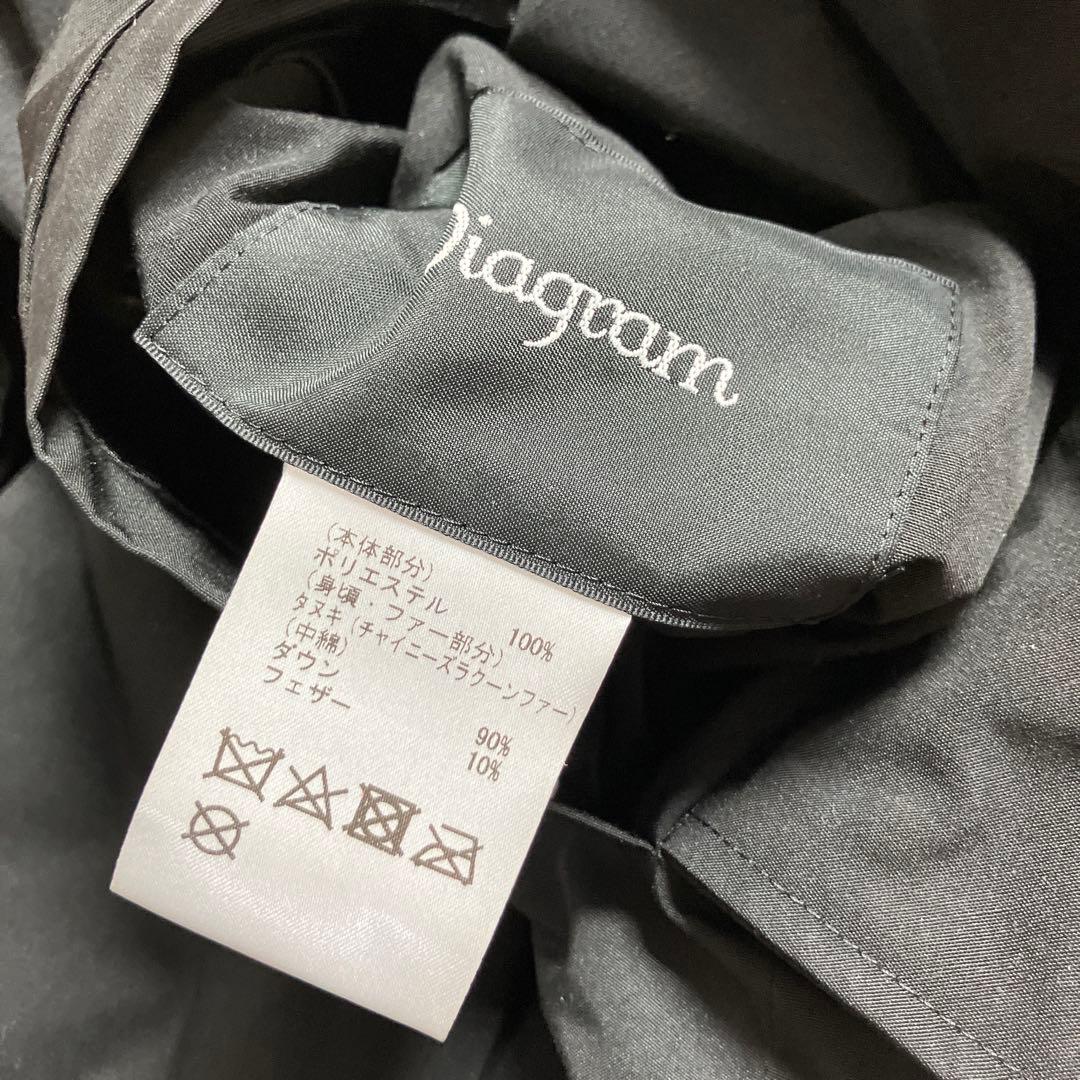 Diagram
(本体部分)
ポリエステル 100%
(身頃・ファー部分)
タヌキ(チャイニーズラクーンファー)
(中綿)
ダウン 90%
フェザー 10%